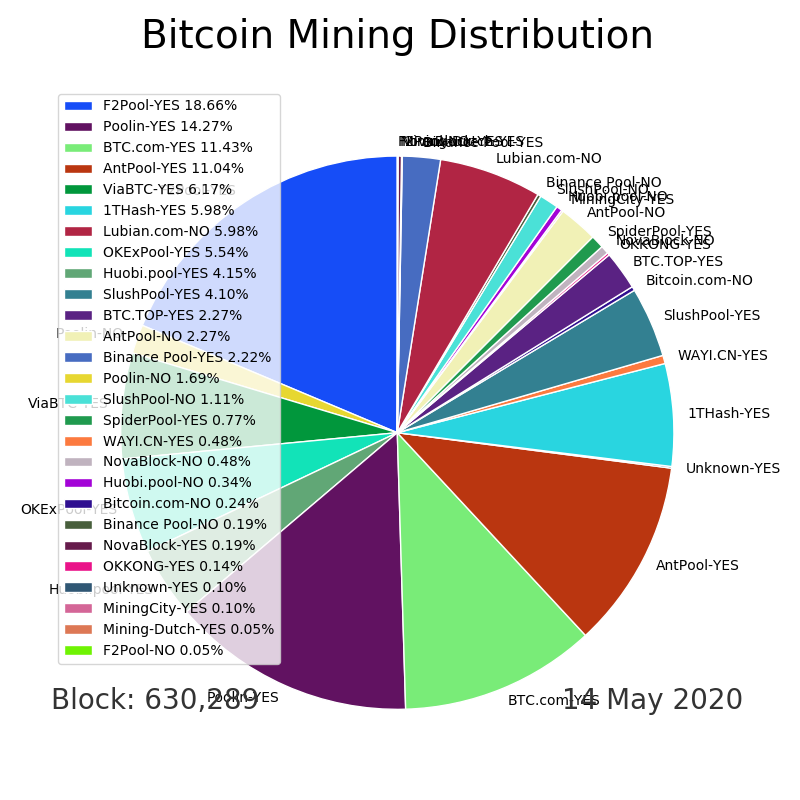 Bitcoin Mining Distribution
F2Pool-YES 18.66%
Poolin-YES 14.27%
BTC.com-YES 11.43%
AntPool-YES 11.04%
ViaBTC-YES 6.17%
1THash-YES 5.98%
Lubian.com-NO 5.98%
OKExPool-YES 5.54%
Huobi.pool-YES 4.15%
SlushPool-YES 4.10%
BTC.TOP-YES 2.27%
AntPool-NO 2.27%
Binance Pool-YES 2.22%
Poolin-NO 1.69%
SlushPool-NO 1.11%
SpiderPool-YES 0.77%
WAYI.CN-YES 0.48%
NovaBlock-NO 0.48%
Huobi.pool-NO 0.34%
Bitcoin.com-NO 0.24%
Binance Pool-NO 0.19%
NovaBlock-YES 0.19%
OKKONG-YES 0.14%
Unknown-YES 0.10%
MiningCity-YES 0.10%
Mining-Dutch-YES 0.05%
F2Pool-NO 0.05%
Lubian.com-NO
Binance Pool-NO
SlushPool-NO
Huobi.pool-NO
MiningCity-YES
AntPool-NO
SpiderPool-YES
NovaBlock-NO
OKKONG-YES
BTC.TOP-YES
Bitcoin.com-NO
SlushPool-YES
WAYI.CN-YES
1THash-YES
Unknown-YES
AntPool-YES
BTC.com-YES
Poolin-YES
Huobi.pool-YES
OKExPool-YES
ViaBTC-YES
Poolin-NO
Block: 630,289
14 May 2020